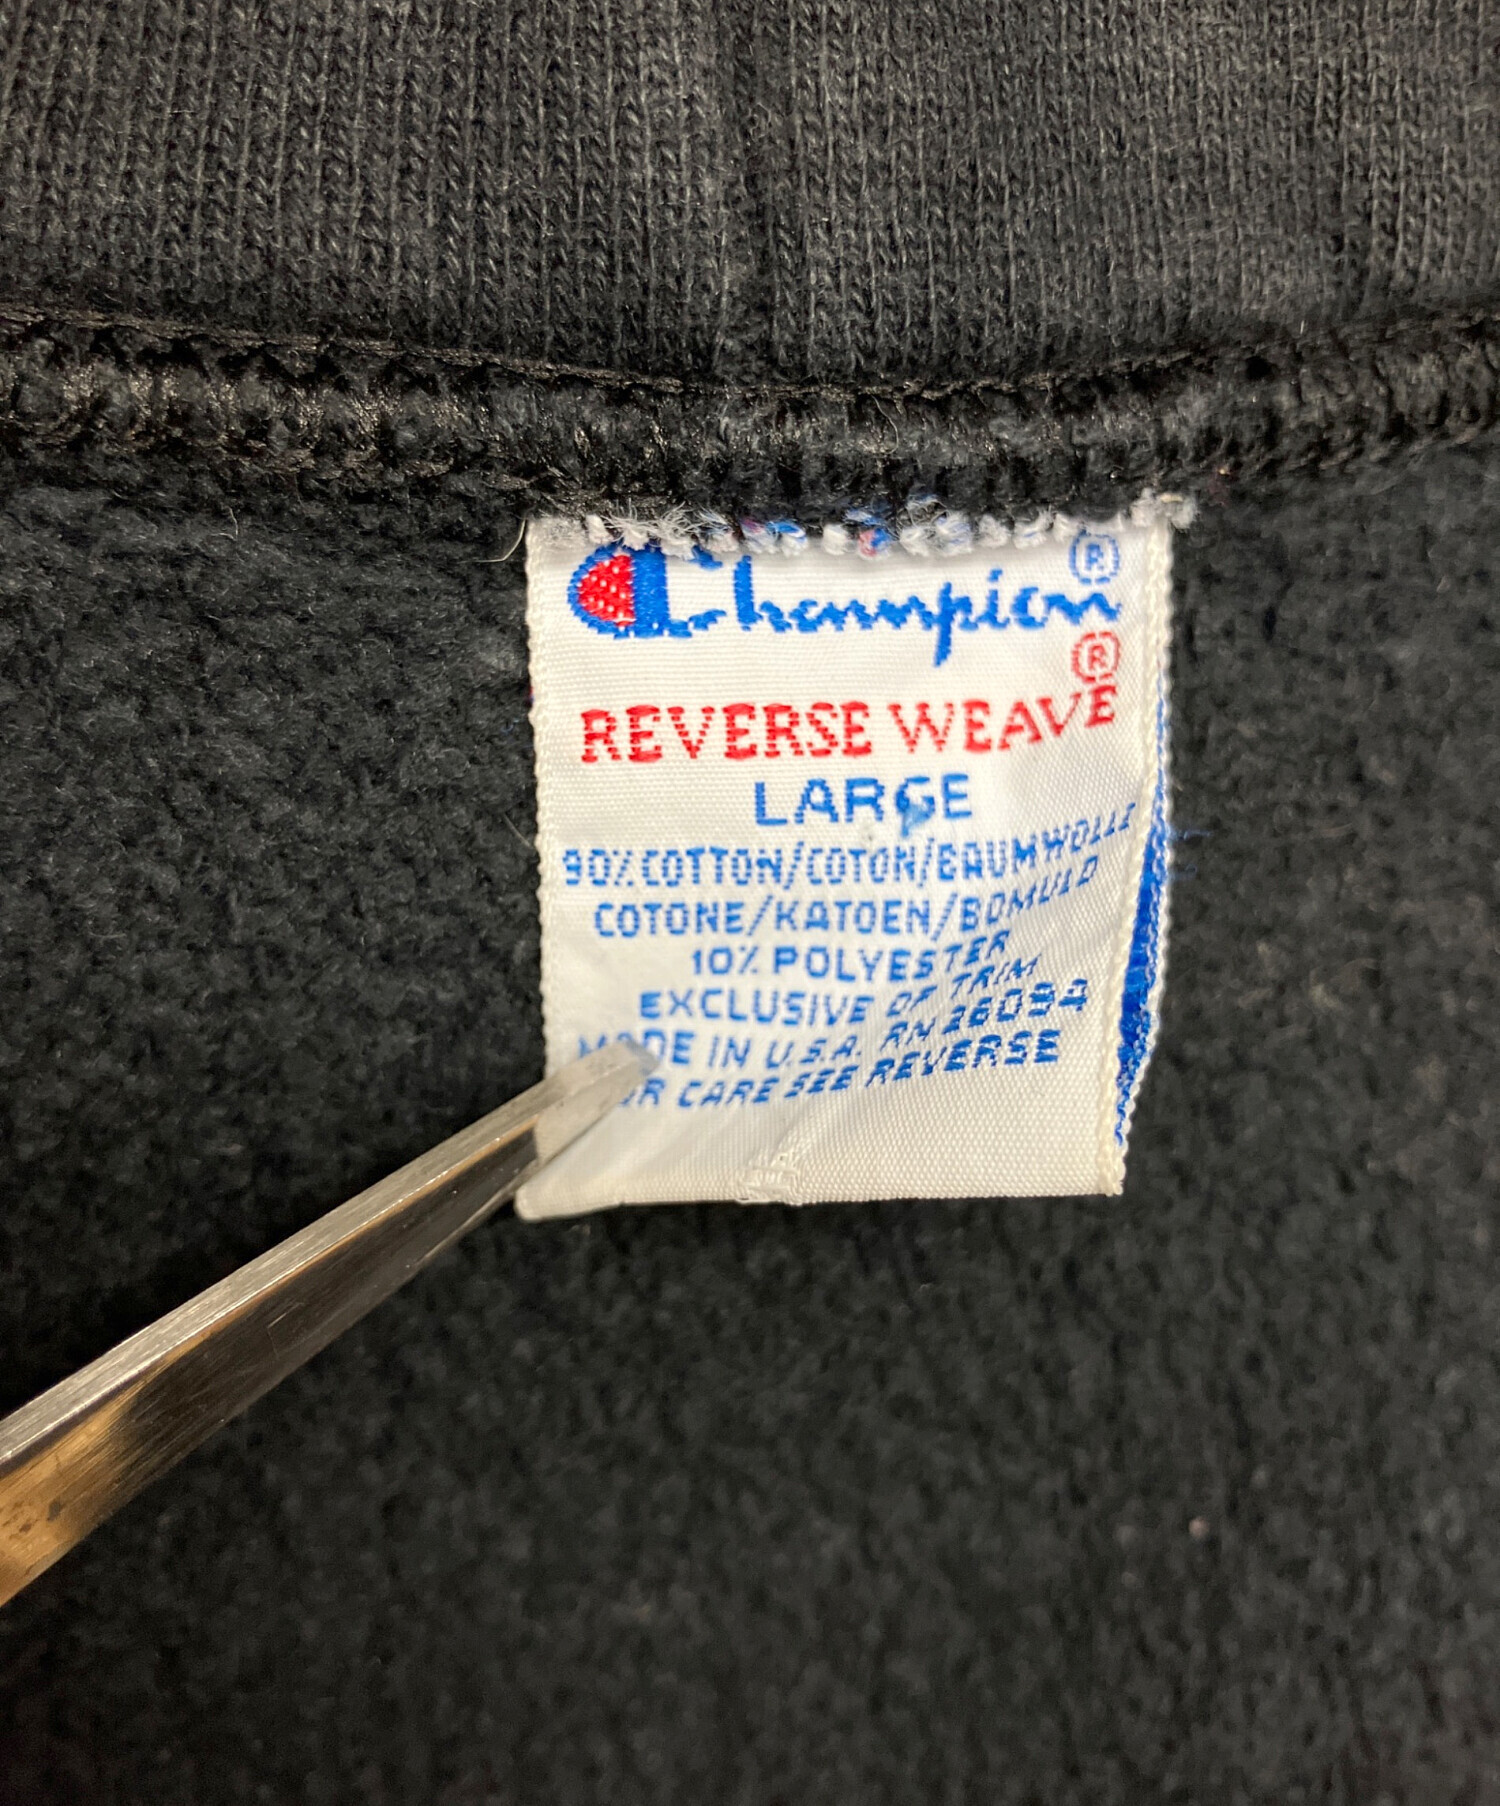 Champion®
REVERSE WEAVE®
LARGE
90% COTTON/COTON/BAUMWOLLE
COTONE/KATOEN/BOMULD
10% POLYESTER
EXCLUSIVE OF TRIM
MADE IN U.S.A. RN 26094
CARE SEE REVERSE